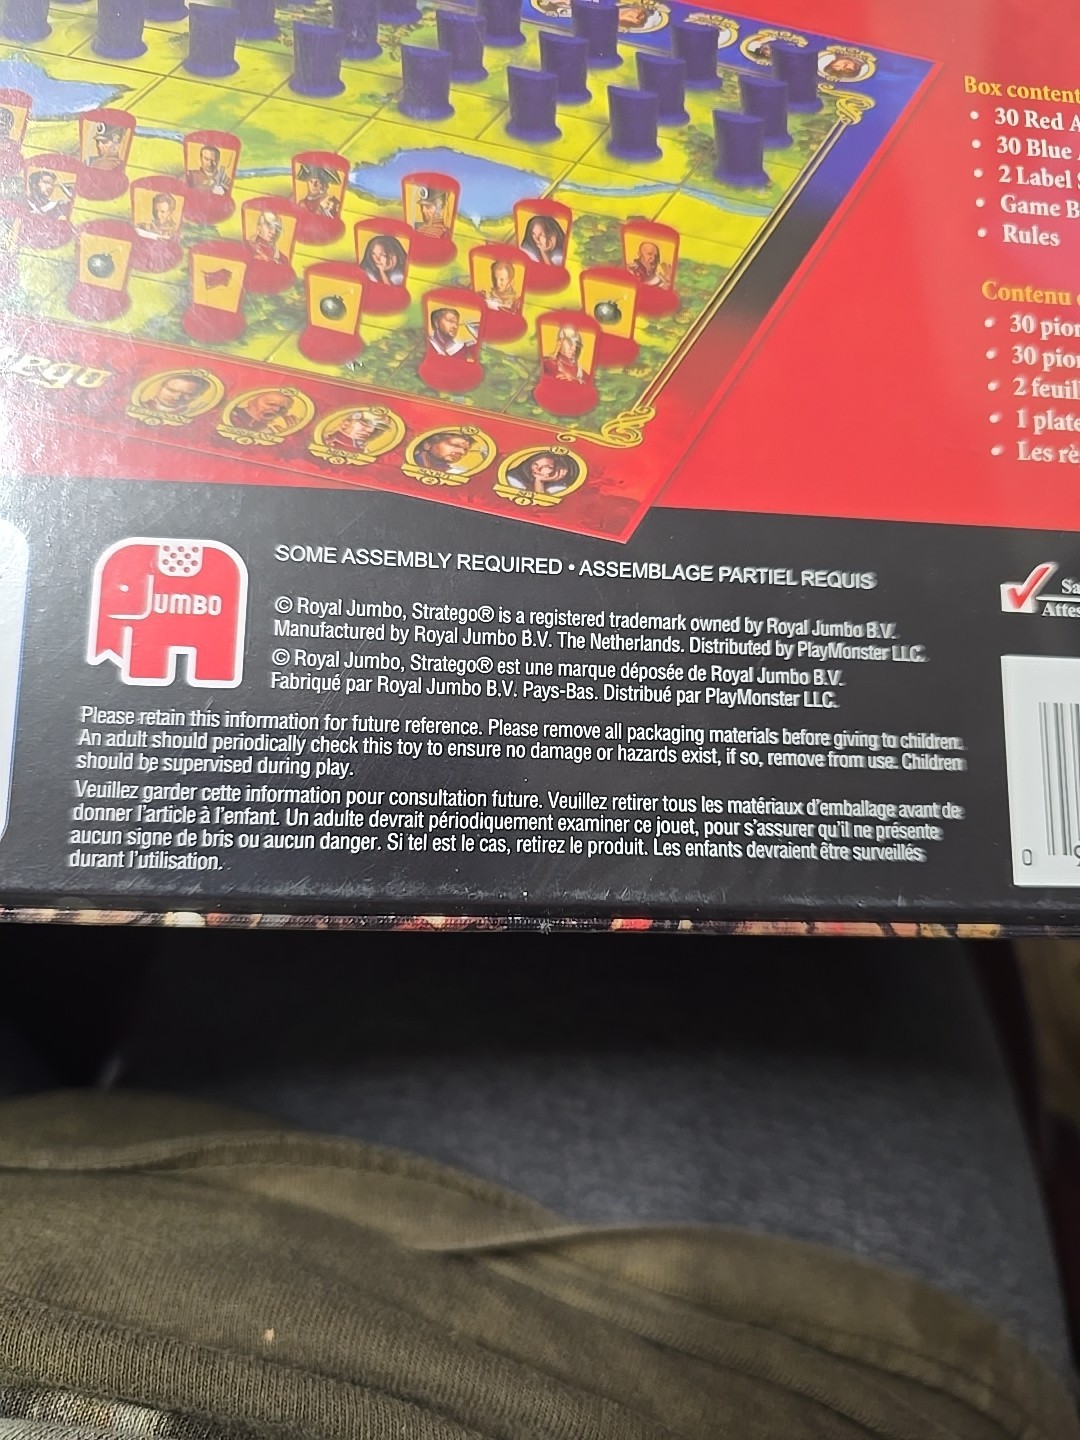 Box content
• 30 Red A
• 30 Blue
• 2 Label S
• Game B
• Rules
Contenu
• 30 pion
• 30 pion
• 2 feuil
• 1 plate
• Les rè
tego
JUMBO
SOME ASSEMBLY REQUIRED • ASSEMBLAGE PARTIEL REQUIS
© Royal Jumbo, Stratego® is a registered trademark owned by Royal Jumbo B.V.
Manufactured by Royal Jumbo B.V. The Netherlands. Distributed by PlayMonster LLC.
© Royal Jumbo, Stratego® est une marque déposée de Royal Jumbo B.V.
Fabriqué par Royal Jumbo B.V. Pays-Bas. Distribué par PlayMonster LLC.
Please retain this information for future reference. Please remove all packaging materials before giving to children.
An adult should periodically check this toy to ensure no damage or hazards exist, if so, remove from use. Children
should be supervised during play.
Veuillez garder cette information pour consultation future. Veuillez retirer tous les matériaux d'emballage avant de
donner l'article à l'enfant. Un adulte devrait périodiquement examiner ce jouet, pour s'assurer qu'il ne présente
aucun signe de bris ou aucun danger. Si tel est le cas, retirez le produit. Les enfants devraient être surveillés
durant l'utilisation.
Sa
Attes
0